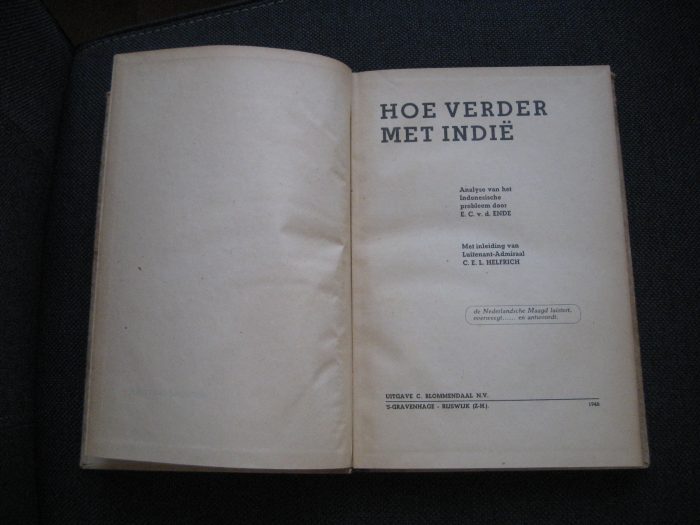 HOE VERDER
MET INDIË
Analyse van het
Indonesische
probleem door
E. C. v. d. ENDE
Met inleiding van
Luitenant-Admiraal
C. E. L. HELFRICH
de Nederlandsche Maagd luistert,
overweegt...... en antwoordt.
UITGAVE C. BLOMMENDAAL N.V.
'S-GRAVENHAGE - RIJSWIJK (Z-H.). 1946